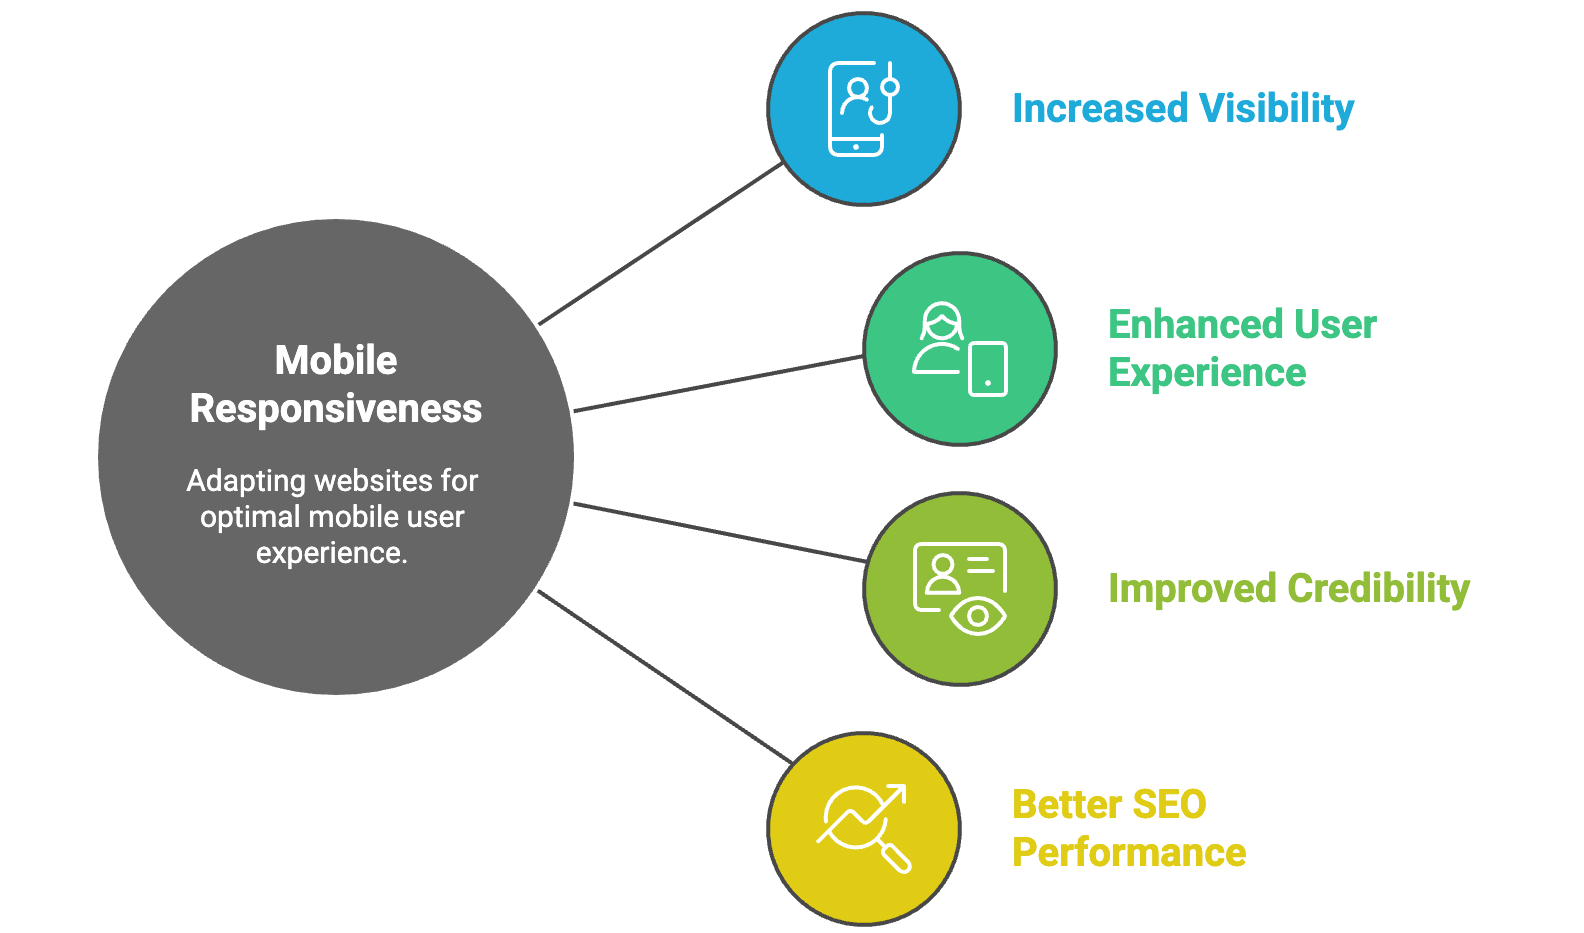 Mobile
Responsiveness
Adapting websites for
optimal mobile user
experience.
Increased Visibility
Enhanced User
Experience
Improved Credibility
Better SEO
Performance